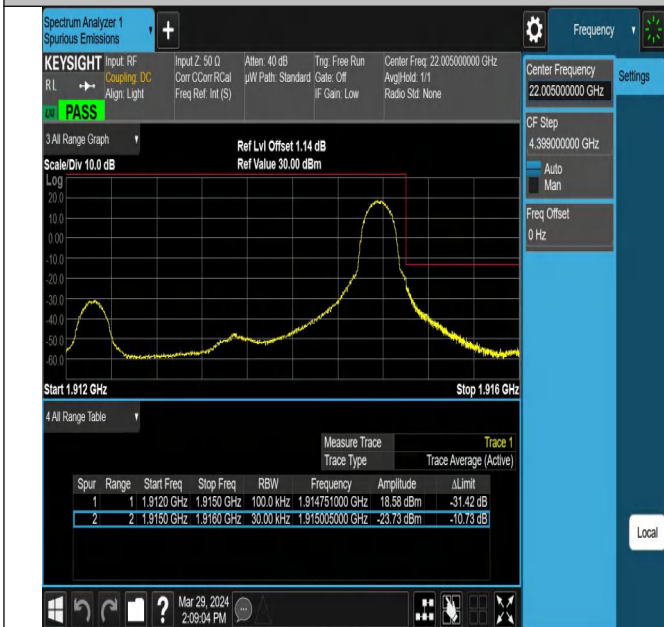 Spectrum Analyzer 1
Spurious Emissions
Frequency
KEYSIGHT Input: RF Input Z: 50 Ω Atten: 40 dB Trig: Free Run Center Freq: 22.005000000 GHz
RL Coupling: DC Corr CCorr RCal µW Path: Standard Gate: Off Avg|Hold: 1/1
Align: Light Freq Ref: Int (S) IF Gain: Low Radio Std: None
PASS
Center Frequency
22.005000000 GHz
Settings
CF Step
4.399000000 GHz
Auto
Man
Freq Offset
0 Hz
3 All Range Graph
Ref Lvl Offset 1.14 dB
Scale/Div 10.0 dB Ref Value 30.00 dBm
Log
20.0
10.0
0.00
-10.0
-20.0
-30.0
-40.0
-50.0
-60.0
Start 1.912 GHz Stop 1.916 GHz
4 All Range Table
Measure Trace Trace 1
Trace Type Trace Average (Active)
Spur Range Start Freq Stop Freq RBW Frequency Amplitude ΔLimit
1 1 1.9120 GHz 1.9150 GHz 100.0 kHz 1.914751000 GHz 18.58 dBm -31.42 dB
2 2 1.9150 GHz 1.9160 GHz 30.00 kHz 1.915005000 GHz -23.73 dBm -10.73 dB
Local
Mar 29, 2024
2:09:04 PM